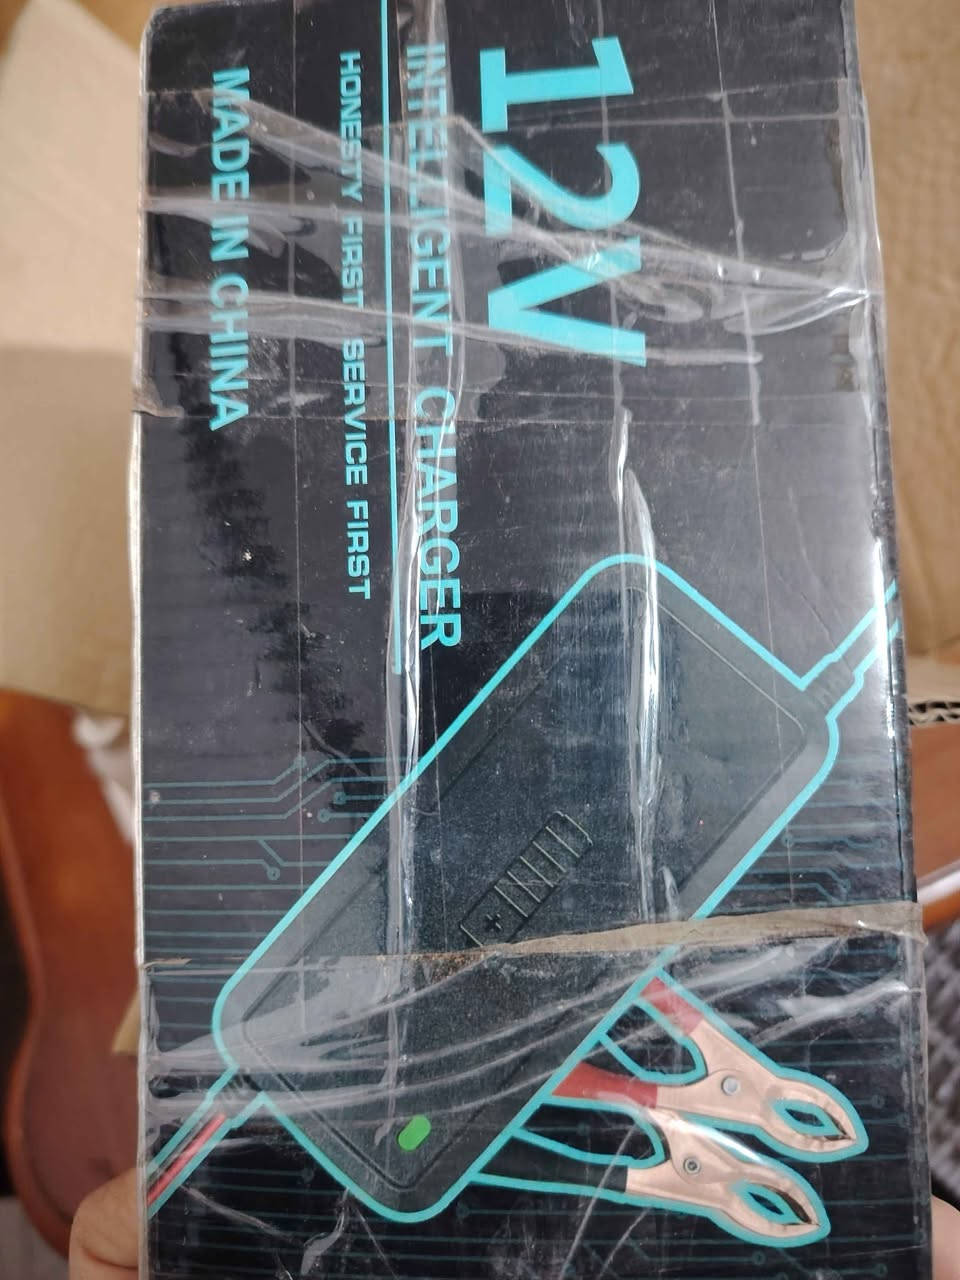 12V
INTELLIGENT CHARGER
HONESTY FIRST SERVICE FIRST
MADE IN CHINA